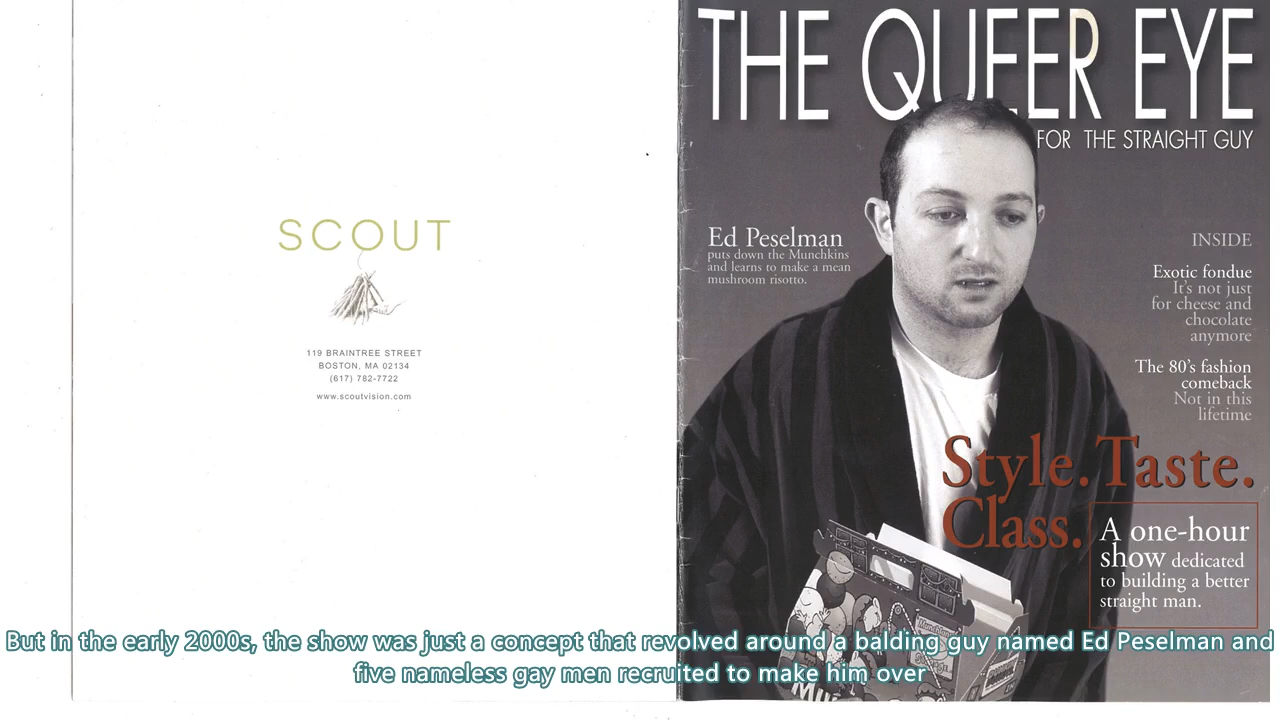 SCOUT
119 BRAINTREE STREET
BOSTON, MA 02134
(617) 782-7722
www.scoutvision.com
THE QUEER EYE
FOR THE STRAIGHT GUY
Ed Peselman
puts down the Munchkins
and learns to make a mean
mushroom risotto.
INSIDE
Exotic fondue
It's not just
for cheese and
chocolate
anymore
The 80's fashion
comeback
Not in this
lifetime
Style. Taste.
Class.
A one-hour
show dedicated
to building a better
straight man.
But in the early 2000s, the show was just a concept that revolved around a balding guy named Ed Peselman and
five nameless gay men recruited to make him over